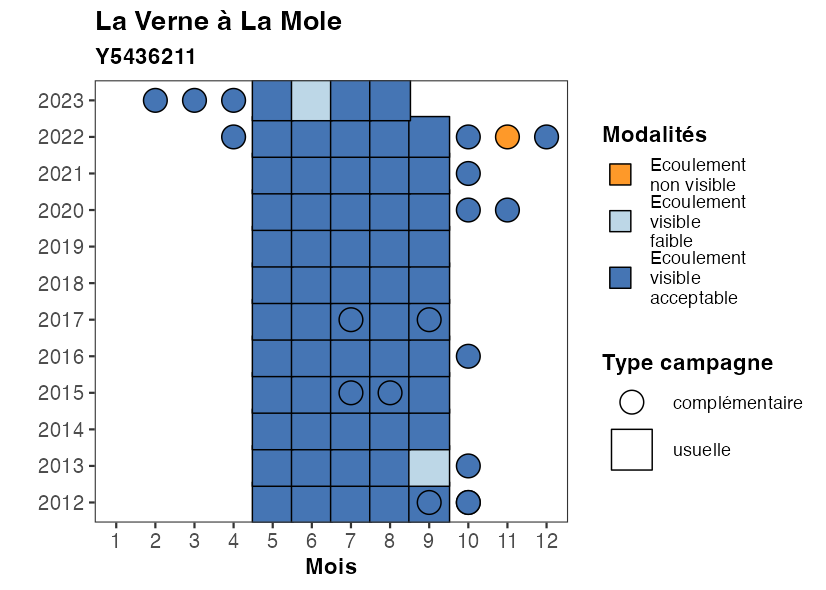 La Verne à La Mole
Y5436211
2023
2022
2021
2020
2019
2018
2017
2016
2015
2014
2013
2012
1 2 3 4 5 6 7 8 9 10 11 12
Mois
Modalités
Ecoulement
non visible
Ecoulement
visible
faible
Ecoulement
visible
acceptable
Type campagne
complémentaire
usuelle